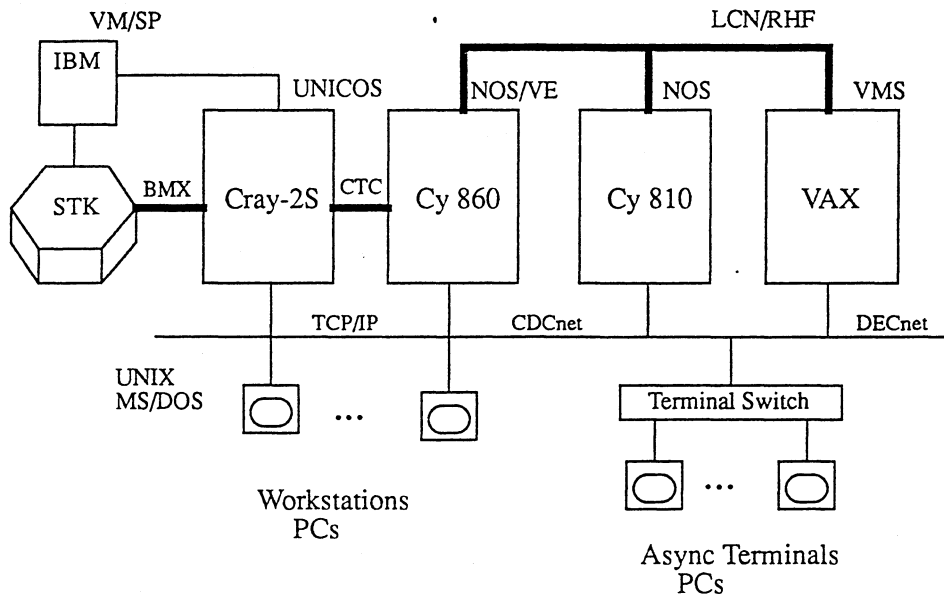 VM/SP
LCN/RHF
IBM
UNICOS
NOS/VE
NOS
VMS
STK
BMX
Cray-2S
CTC
Cy 860
Cy 810
VAX
TCP/IP
CDCnet
DECnet
UNIX
MS/DOS
...
Terminal Switch
...
Workstations
PCs
Async Terminals
PCs